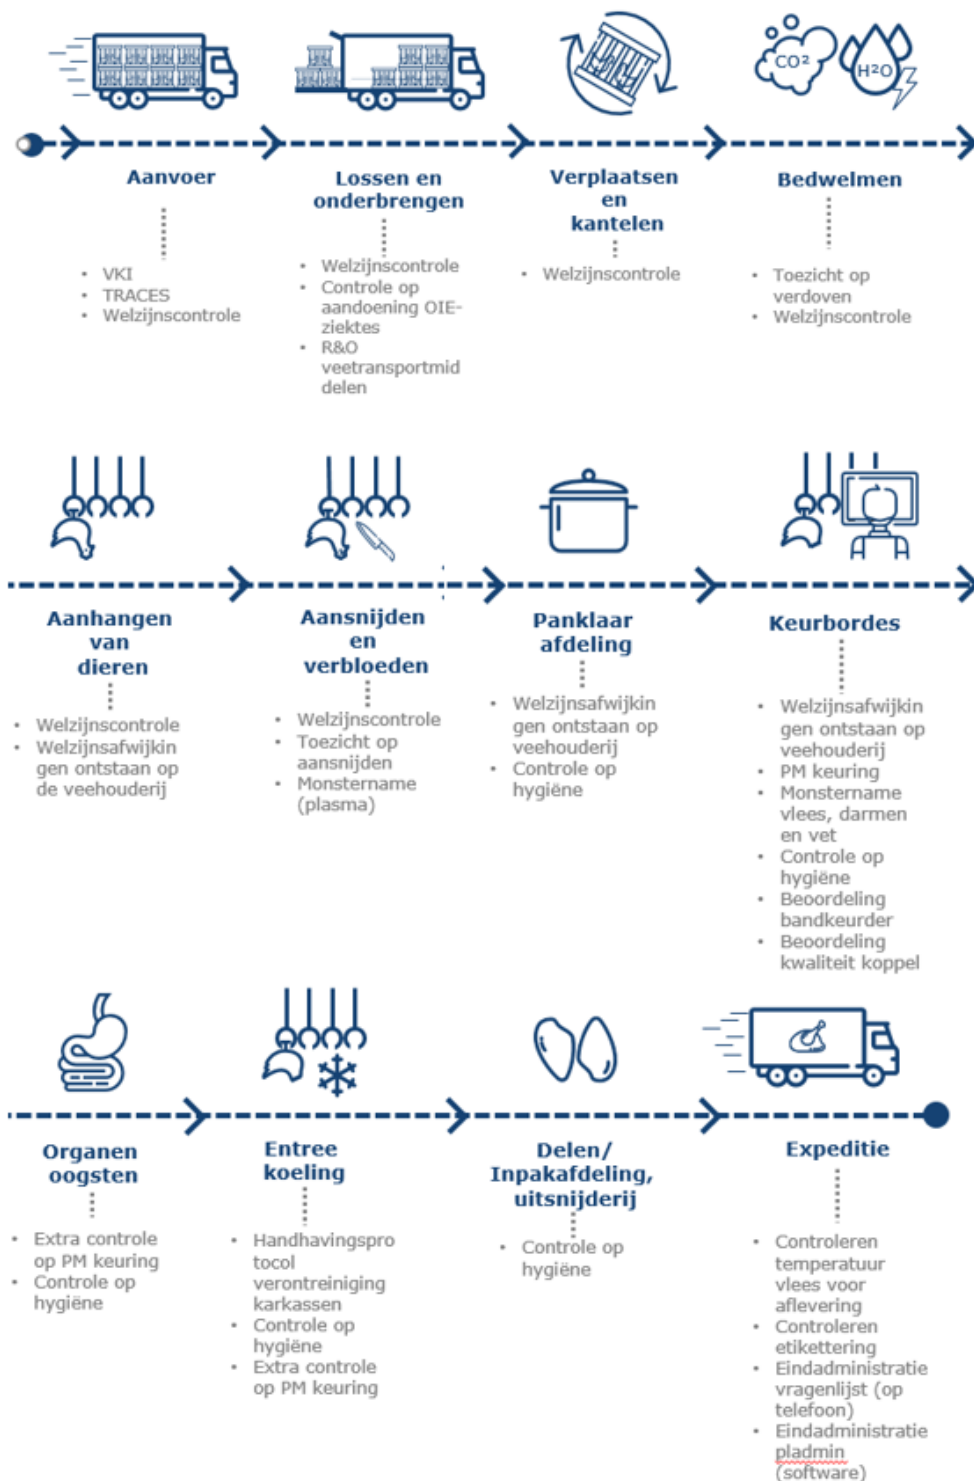 CO²
H²O
Aanvoer
• VKI
• TRACES
• Welzijnscontrole
Lossen en
onderbrengen
• Welzijnscontrole
• Controle op
aandoening OIE-
ziektes
• R&O
veetransportmid
delen
Verplaatsen
en
kantelen
• Welzijnscontrole
Bedwelmen
• Toezicht op
verdoven
• Welzijnscontrole
Aanhangen
van
dieren
• Welzijnscontrole
• Welzijnsafwijkin
gen ontstaan op
de veehouderij
Aansnijden
en
verbloeden
• Welzijnscontrole
• Toezicht op
aansnijden
• Monstername
(plasma)
Panklaar
afdeling
• Welzijnsafwijkin
gen ontstaan op
veehouderij
• Controle op
hygiëne
Keurbordes
• Welzijnsafwijkin
gen ontstaan op
veehouderij
• PM keuring
• Monstername
vlees, darmen
en vet
• Controle op
hygiëne
• Beoordeling
bandkeurder
• Beoordeling
kwaliteit koppel
Organen
oogsten
• Extra controle
op PM keuring
• Controle op
hygiëne
Entree
koeling
• Handhavingspro
tocol
verontreiniging
karkassen
• Controle op
hygiëne
• Extra controle
op PM keuring
Delen/
Inpakafdeling,
uitsnijderij
• Controle op
hygiëne
Expeditie
• Controleren
temperatuur
vlees voor
aflevering
• Controleren
etikettering
• Eindadministratie
vragenlijst (op
telefoon)
• Eindadministratie
pladmin
(software)